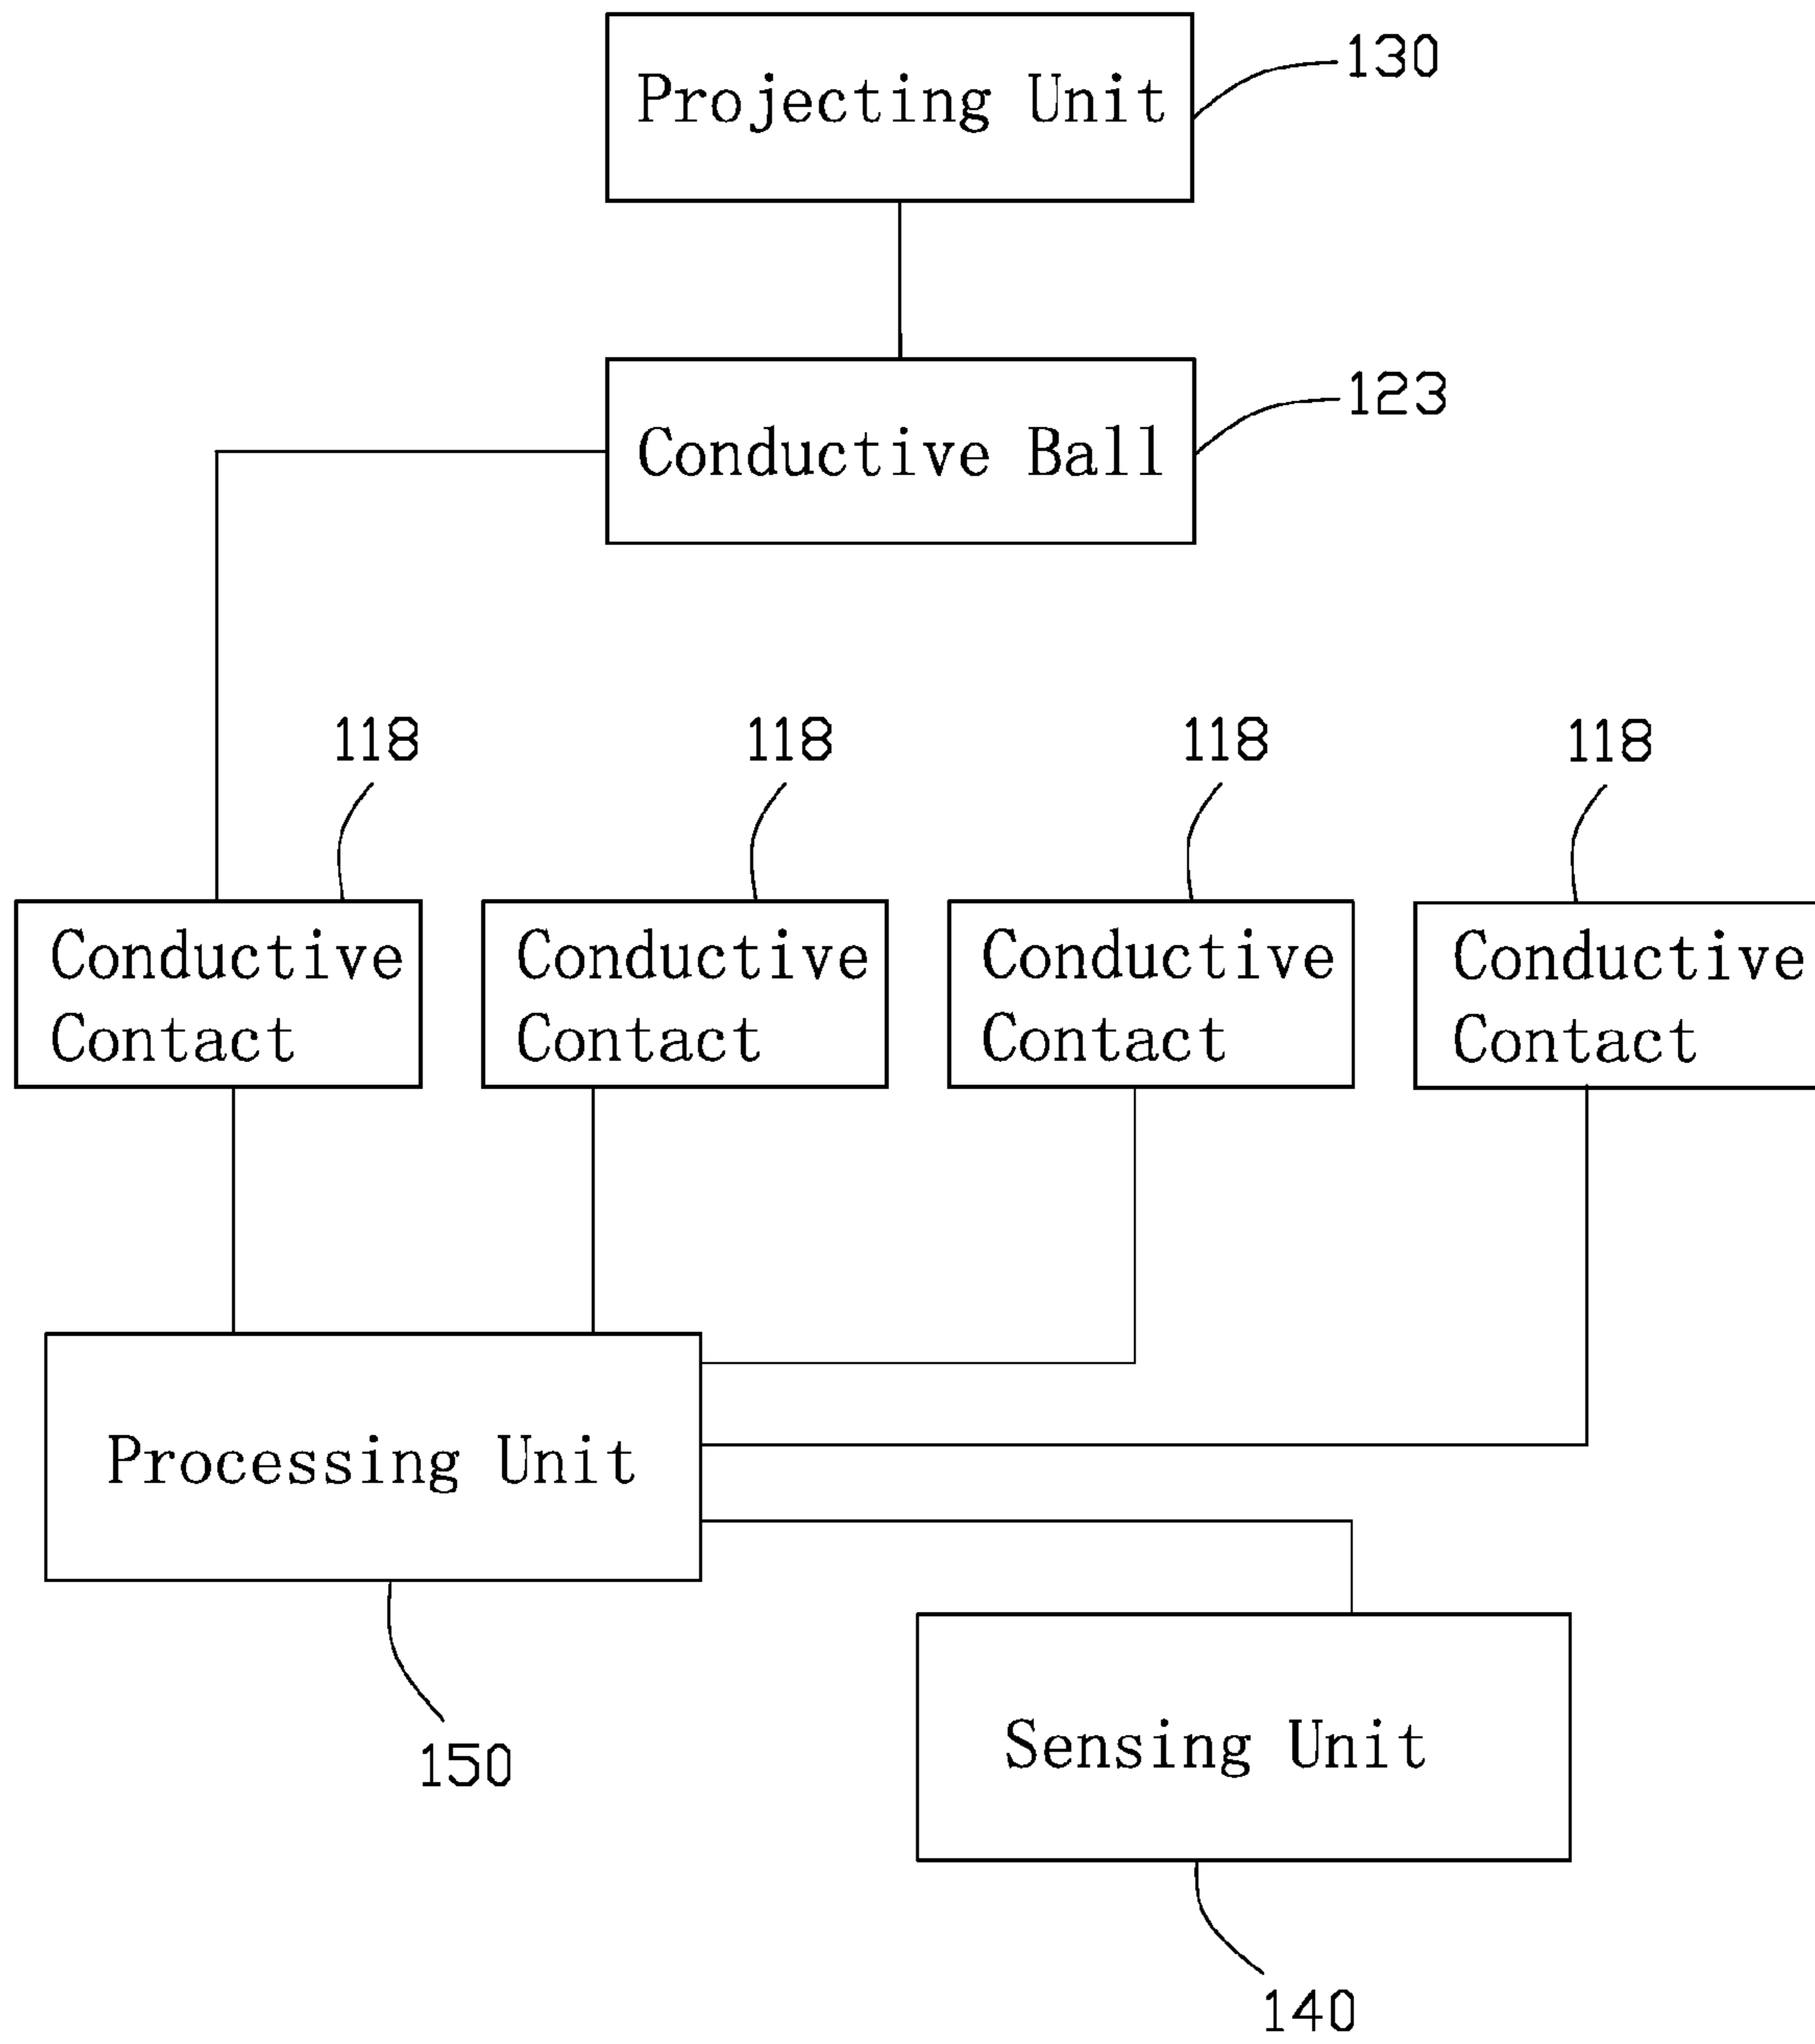 Projecting Unit
130
Conductive Ball
123
118
118
118
118
Conductive
Contact
Conductive
Contact
Conductive
Contact
Conductive
Contact
Processing Unit
150
Sensing Unit
140